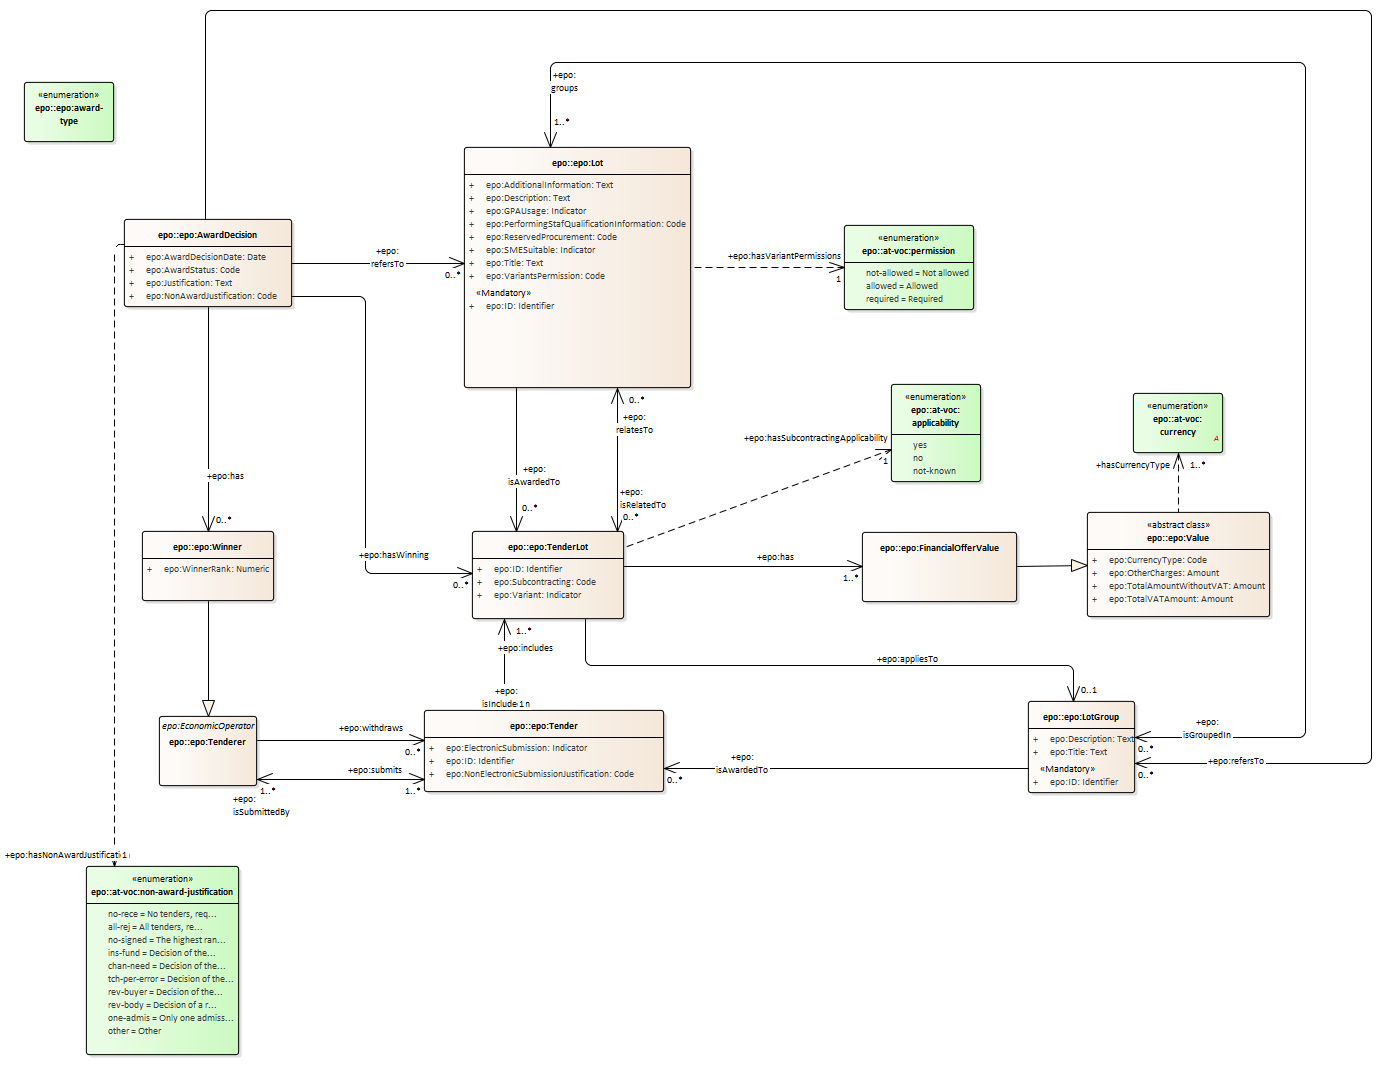 «enumeration»
epo::epo:award-
type
+epo:
groups
1..*
epo::epo:Lot
+ epo:AdditionalInformation: Text
+ epo:Description: Text
+ epo:GPAUsage: Indicator
+ epo:PerformingStafQualificationInformation: Code
+ epo:ReservedProcurement: Code
+ epo:SMESuitable: Indicator
+ epo:Title: Text
+ epo:VariantsPermission: Code
«Mandatory»
+ epo:ID: Identifier
epo::epo:AwardDecision
+ epo:AwardDecisionDate: Date
+ epo:AwardStatus: Code
+ epo:Justification: Text
+ epo:NonAwardJustification: Code
+epo:
refersTo
0..*
+epo:hasVariantPermissions
1
«enumeration»
epo::at-voc:permission
not-allowed = Not allowed
allowed = Allowed
required = Required
«enumeration»
epo::at-voc:
applicability
yes
no
not-known
+epo:hasSubcontractingApplicability
1
«enumeration»
epo::at-voc:
currency
A
+hasCurrencyType
1..*
0..*
+epo:
relatesTo
+epo:
isAwardedTo
0..*
+epo:
isRelatedTo
0..*
+epo:has
0..*
epo::epo:Winner
+ epo:WinnerRank: Numeric
+epo:hasWinning
0..*
epo::epo:TenderLot
+ epo:ID: Identifier
+ epo:Subcontracting: Code
+ epo:Variant: Indicator
+epo:has
1..*
epo::epo:FinancialOfferValue
«abstract class»
epo::epo:Value
+ epo:CurrencyType: Code
+ epo:OtherCharges: Amount
+ epo:TotalAmountWithoutVAT: Amount
+ epo:TotalVATAmount: Amount
1..*
+epo:includes
+epo:
isInclude1n
+epo:appliesTo
0..1
epo:EconomicOperator
epo::epo:Tenderer
+epo:withdraws
0..*
+epo:submits
1..*
1..*
+epo:
isSubmittedBy
epo::epo:Tender
+ epo:ElectronicSubmission: Indicator
+ epo:ID: Identifier
+ epo:NonElectronicSubmissionJustification: Code
+epo:
isAwardedTo
0..*
epo::epo:LotGroup
+ epo:Description: Text
+ epo:Title: Text
«Mandatory»
+ epo:ID: Identifier
+epo:
isGroupedIn
0..*
+epo:refersTo
0..*
+epo:hasNonAwardJustificati1
«enumeration»
epo::at-voc:non-award-justification
no-rece = No tenders, req...
all-rej = All tenders, re...
no-signed = The highest ran...
ins-fund = Decision of the...
chan-need = Decision of the...
tch-per-error = Decision of the...
rev-buyer = Decision of the...
rev-body = Decision of a r...
one-admis = Only one admiss...
other = Other